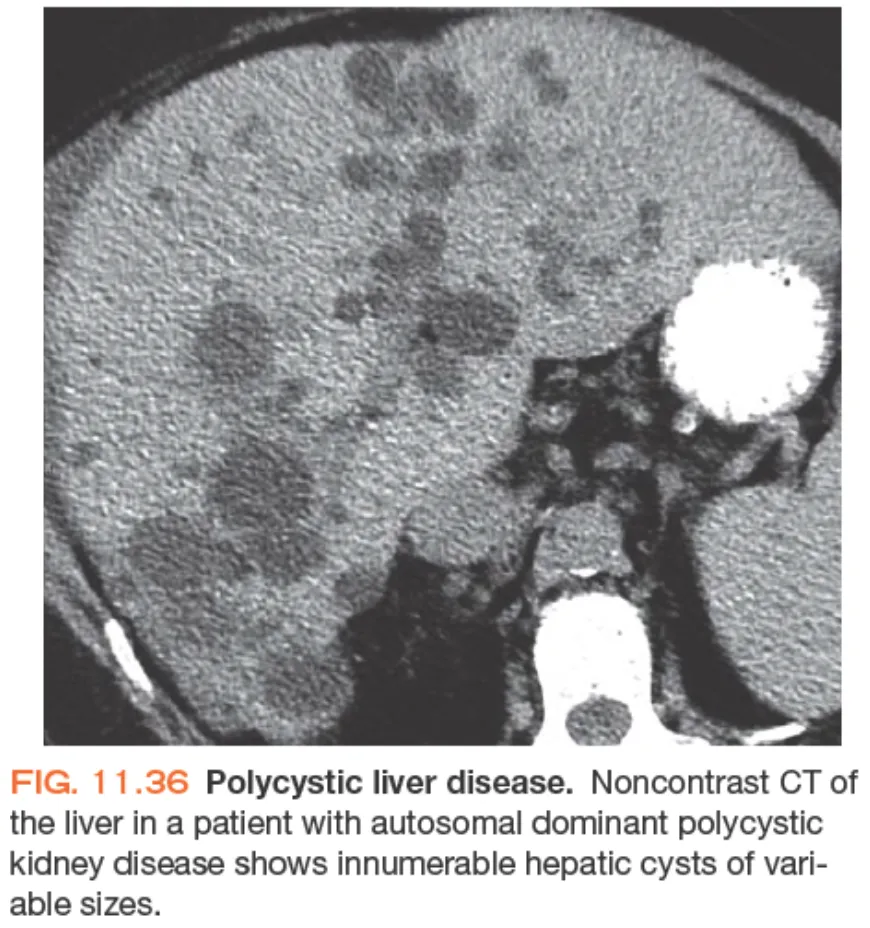 FIG. 11.36 Polycystic liver disease. Noncontrast CT of
the liver in a patient with autosomal dominant polycystic
kidney disease shows innumerable hepatic cysts of vari-
able sizes.